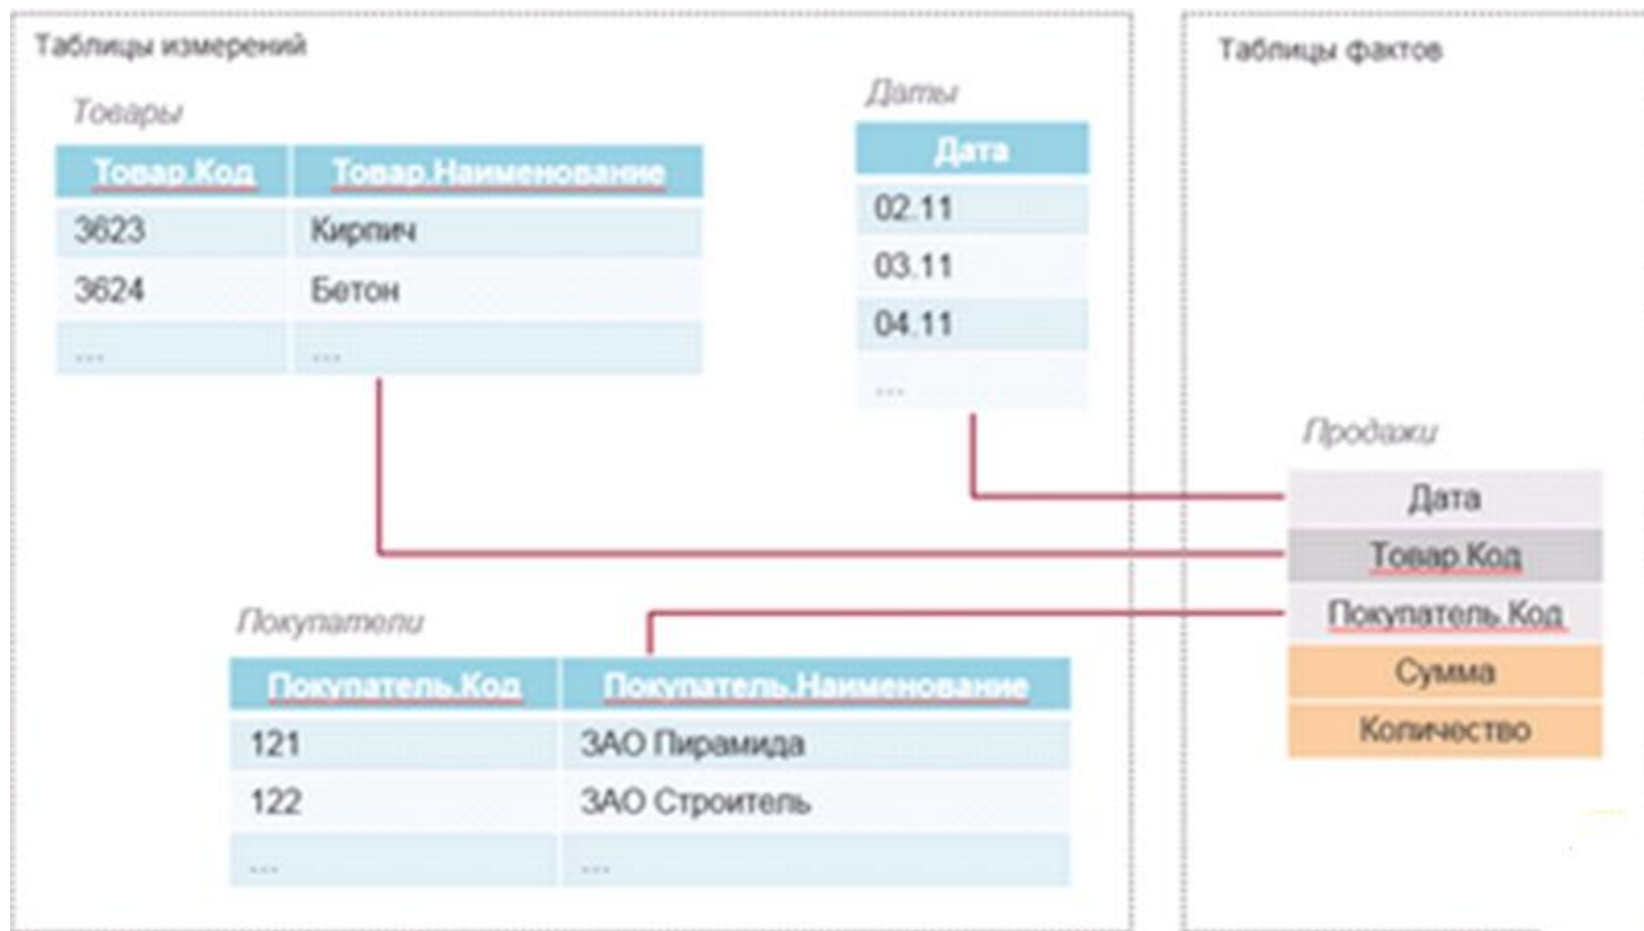 Таблицы измерений
Товары
Товар.Код Товар.Наименование
3623 Кирпич
3624 Бетон
... ...
Даты
Дата
02.11
03.11
04.11
...
Покупатели
Покупатель.Код Покупатель.Наименование
121 ЗАО Пирамида
122 ЗАО Строитель
... ...
Таблицы фактов
Продажи
Дата
Товар.Код
Покупатель.Код
Сумма
Количество